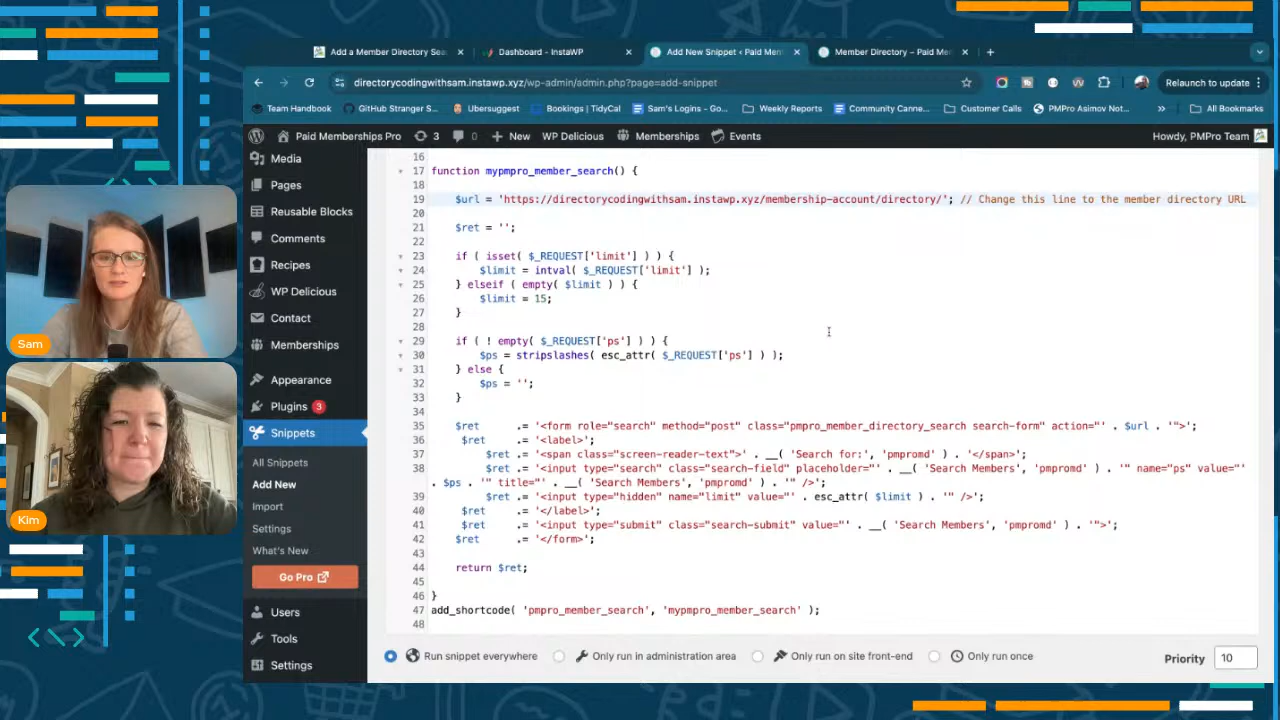 Add a Member Directory Sea
Dashboard - InstaWP
Add New Snippet ‹ Paid Mem
Member Directory – Paid Me
directorycodingwithsam.instawp.xyz/wp-admin/admin.php?page=add-snippet
Relaunch to update
Team Handbook
GitHub Stranger S...
Ubersuggest
Bookings | TidyCal
Sam's Logins – Go...
Weekly Reports
Community Canne...
Customer Calls
PMPro Asimov Not...
»
All Bookmarks
Paid Memberships Pro
3
0
New
WP Delicious
Memberships
Events
Howdy, PMPro Team
Media
Pages
Reusable Blocks
Comments
Recipes
WP Delicious
Contact
Memberships
Appearance
Plugins 3
Snippets
All Snippets
Add New
Import
Settings
What's New
Go Pro
Users
Tools
Settings
16
17 function mypmpro_member_search() {
18
19 $url = 'https://directorycodingwithsam.instawp.xyz/membership-account/directory/'; // Change this line to the member directory URL
20
21 $ret = '';
22
23 if ( isset( $_REQUEST['limit'] ) ) {
24 $limit = intval( $_REQUEST['limit'] );
25 } elseif ( empty( $limit ) ) {
26 $limit = 15;
27 }
28
29 if ( ! empty( $_REQUEST['ps'] ) ) {
30 $ps = stripslashes( esc_attr( $_REQUEST['ps'] ) );
31 } else {
32 $ps = '';
33 }
34
35 $ret .= '<form role="search" method="post" class="pmpro_member_directory_search search-form" action="' . $url . '">';
36 $ret .= '<label>';
37 $ret .= '<span class="screen-reader-text">' . __( 'Search for:', 'pmpromd' ) . '</span>';
38 $ret .= '<input type="search" class="search-field" placeholder="' . __( 'Search Members', 'pmpromd' ) . '" name="ps" value="'
. $ps . '" title="' . __( 'Search Members', 'pmpromd' ) . '" />';
39 $ret .= '<input type="hidden" name="limit" value="' . esc_attr( $limit ) . '" />';
40 $ret .= '</label>';
41 $ret .= '<input type="submit" class="search-submit" value="' . __( 'Search Members', 'pmpromd' ) . '">';
42 $ret .= '</form>';
43
44 return $ret;
45
46 }
47 add_shortcode( 'pmpro_member_search', 'mypmpro_member_search' );
48
Run snippet everywhere
Only run in administration area
Only run on site front-end
Only run once
Priority
10
Sam
Kim